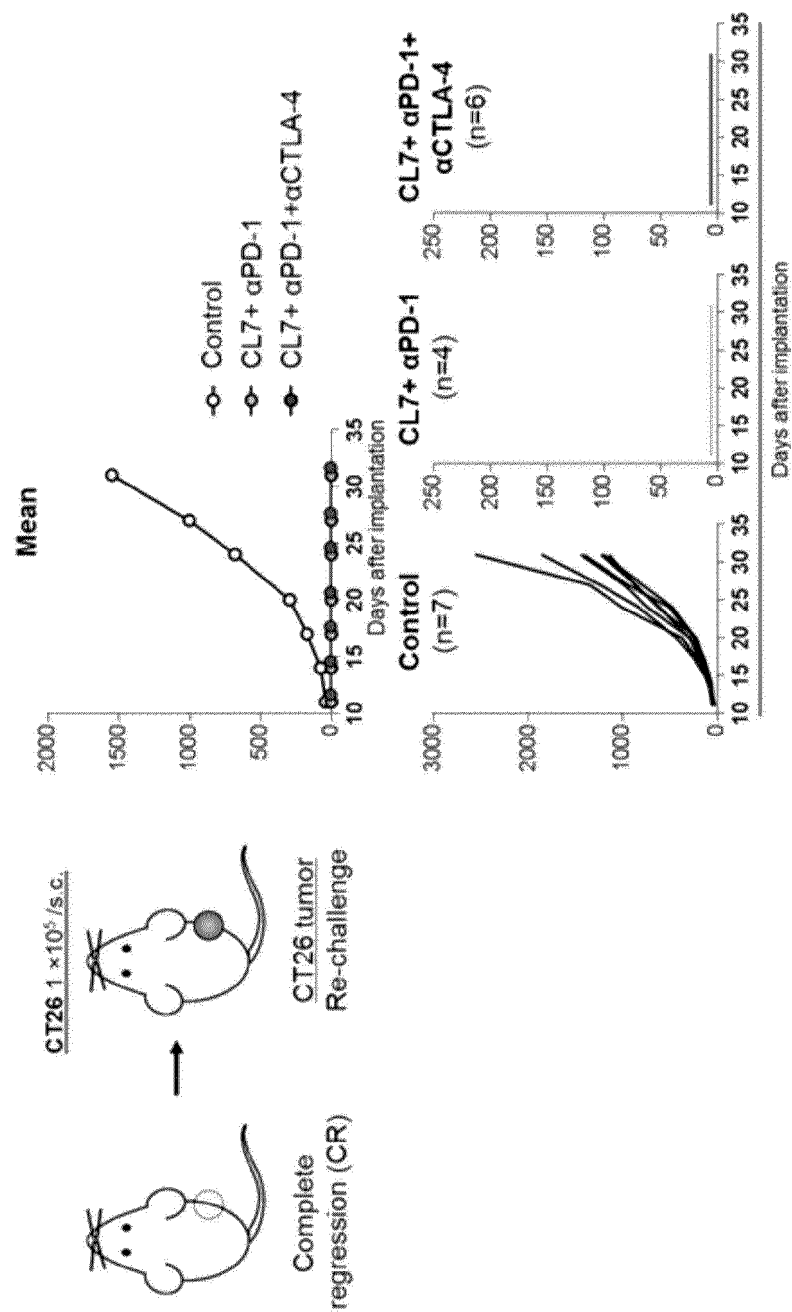 CT26 1 ×10⁵ /s.c.
Complete
regression (CR)
CT26 tumor
Re-challenge
Mean
2000
1500
1000
500
0
10 15 20 25 30 35
Days after implantation
Control
CL7+ αPD-1
CL7+ αPD-1+αCTLA-4
Control
(n=7)
3000
2000
1000
0
10 15 20 25 30 35
CL7+ αPD-1
(n=4)
250
200
150
100
50
0
10 15 20 25 30 35
CL7+ αPD-1+
αCTLA-4
(n=6)
250
200
150
100
50
0
10 15 20 25 30 35
Days after implantation